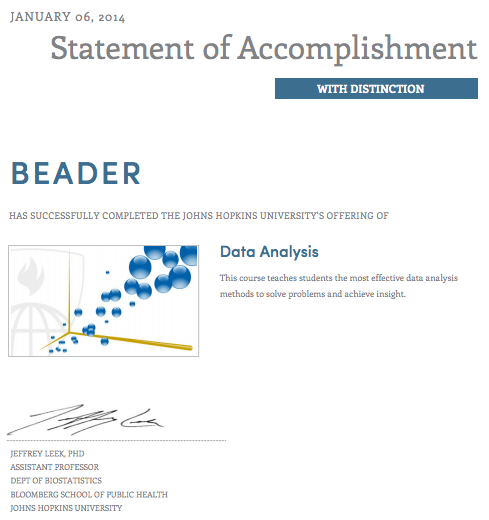 JANUARY 06, 2014
Statement of Accomplishment
WITH DISTINCTION
BEADER
HAS SUCCESSFULLY COMPLETED THE JOHNS HOPKINS UNIVERSITY'S OFFERING OF
Data Analysis
This course teaches students the most effective data analysis
methods to solve problems and achieve insight.
JEFFREY LEEK, PHD
ASSISTANT PROFESSOR
DEPT OF BIOSTATISTICS
BLOOMBERG SCHOOL OF PUBLIC HEALTH
JOHNS HOPKINS UNIVERSITY